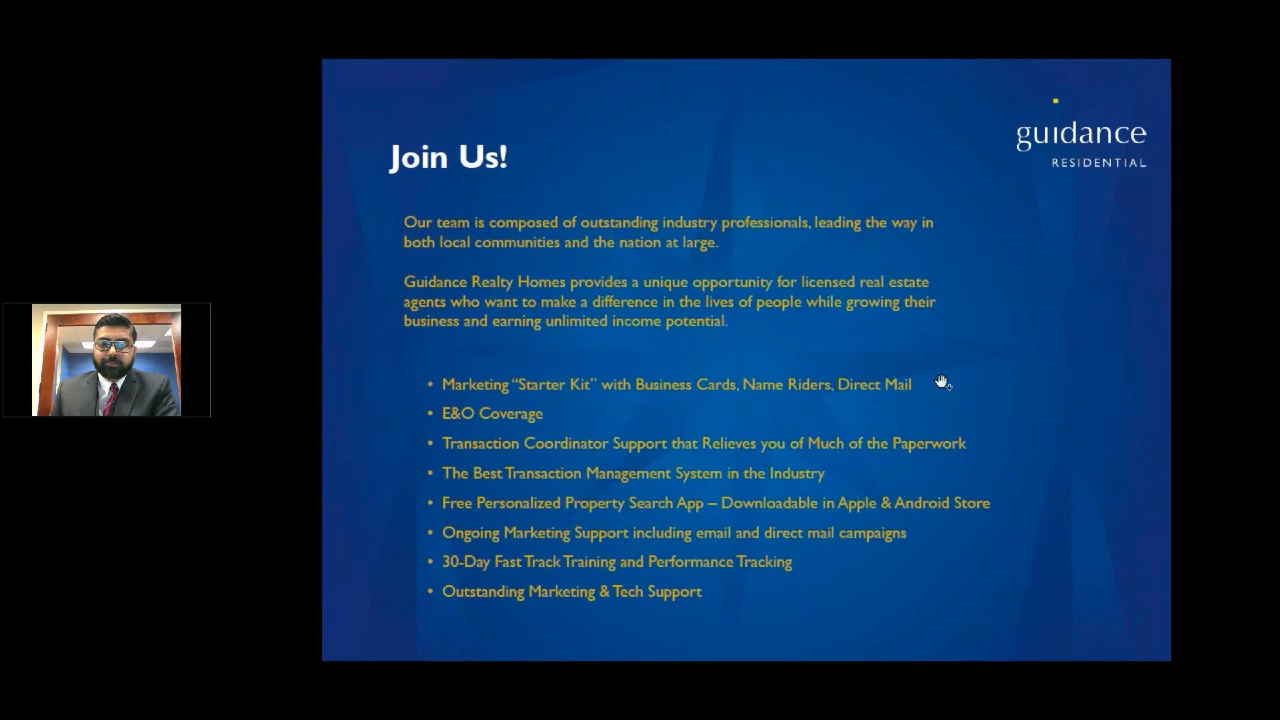 guidance
RESIDENTIAL
Join Us!
Our team is composed of outstanding industry professionals, leading the way in
both local communities and the nation at large.
Guidance Realty Homes provides a unique opportunity for licensed real estate
agents who want to make a difference in the lives of people while growing their
business and earning unlimited income potential.
• Marketing “Starter Kit” with Business Cards, Name Riders, Direct Mail
• E&O Coverage
• Transaction Coordinator Support that Relieves you of Much of the Paperwork
• The Best Transaction Management System in the Industry
• Free Personalized Property Search App – Downloadable in Apple & Android Store
• Ongoing Marketing Support including email and direct mail campaigns
• 30-Day Fast Track Training and Performance Tracking
• Outstanding Marketing & Tech Support